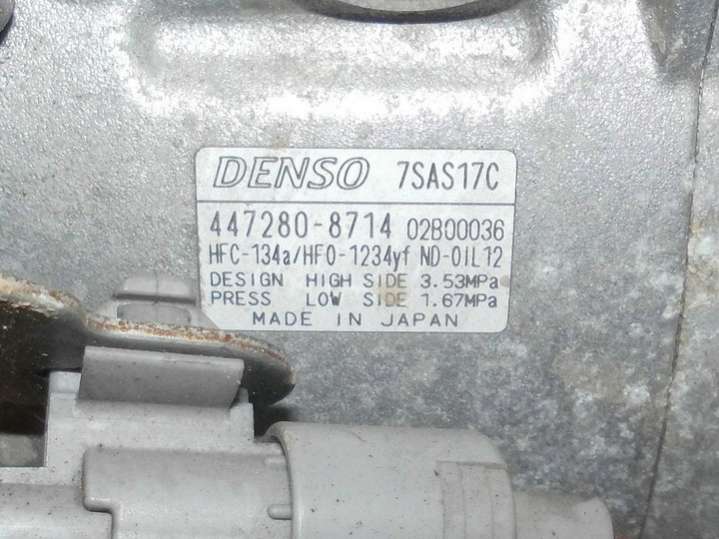 DENSO 7SAS17C
447280-8714 02B00036
HFC-134a/HFO-1234yf ND-OIL12
DESIGN HIGH SIDE 3.53MPa
PRESS LOW SIDE 1.67MPa
MADE IN JAPAN